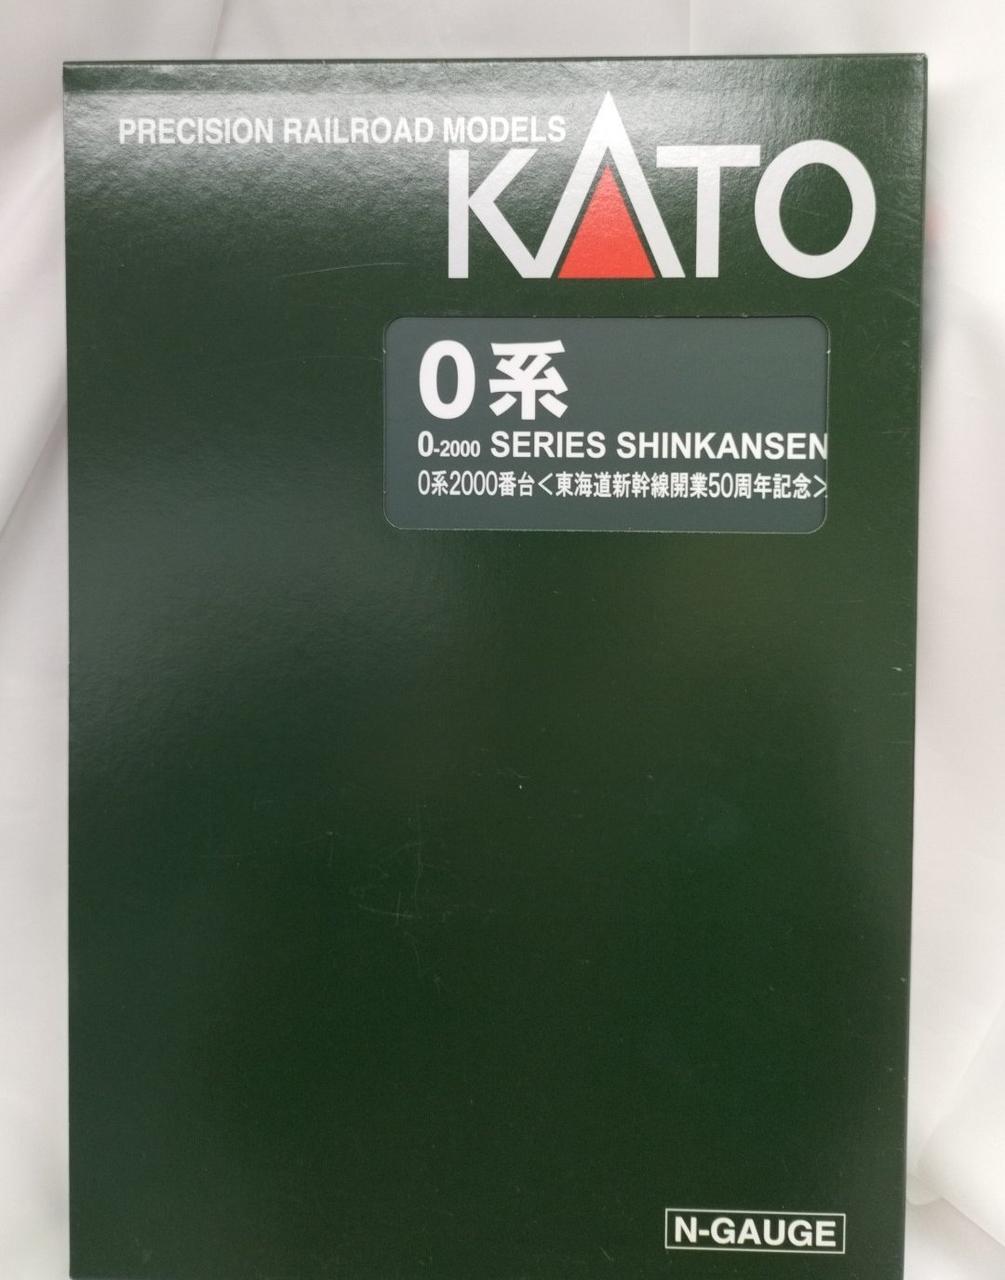 PRECISION RAILROAD MODELS
KATO
0系
0-2000 SERIES SHINKANSEN
0系2000番台<東海道新幹線開業50周年記念>
N-GAUGE